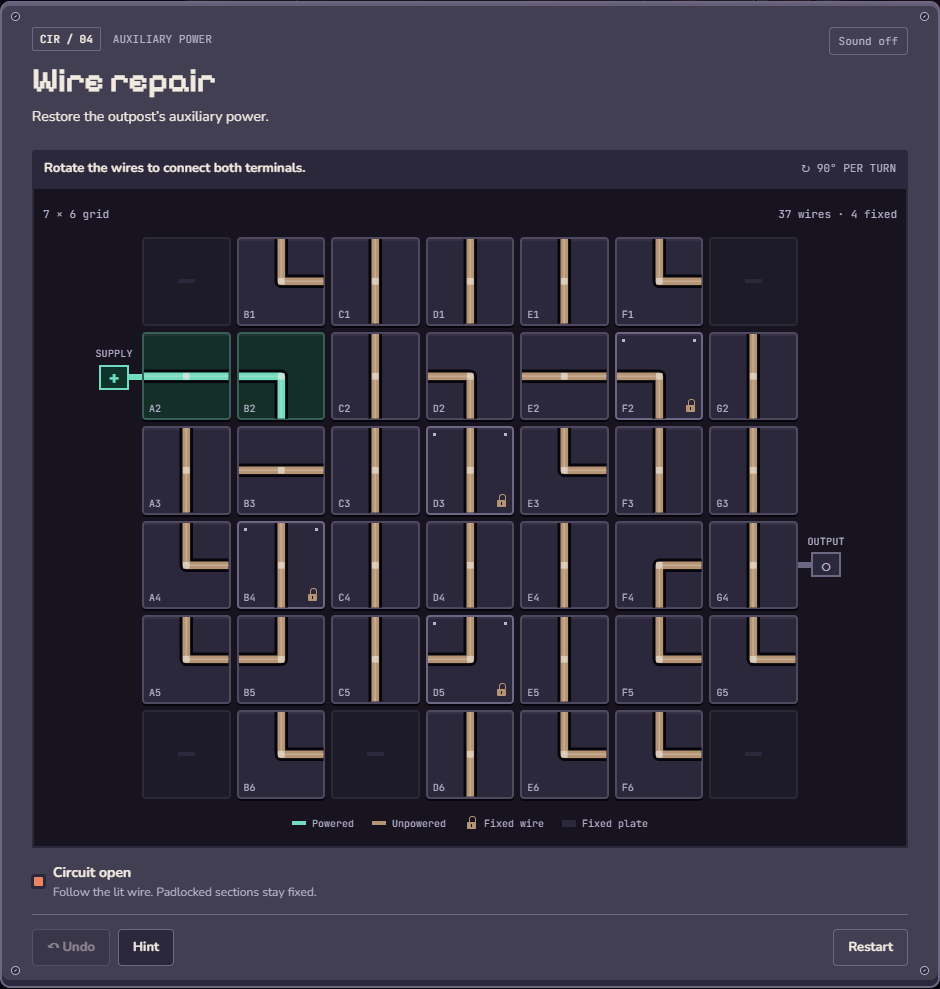 CIR / 04 AUXILIARY POWER
Sound off
Wire repair
Restore the outpost's auxiliary power.
Rotate the wires to connect both terminals.
↻ 90° PER TURN
7 × 6 grid
37 wires · 4 fixed
B1 C1 D1 E1 F1
SUPPLY
+
A2 B2 C2 D2 E2 F2 G2
A3 B3 C3 D3 E3 F3 G3
OUTPUT
A4 B4 C4 D4 E4 F4 G4
A5 B5 C5 D5 E5 F5 G5
B6 D6 E6 F6
Powered Unpowered Fixed wire Fixed plate
Circuit open
Follow the lit wire. Padlocked sections stay fixed.
↶ Undo Hint Restart